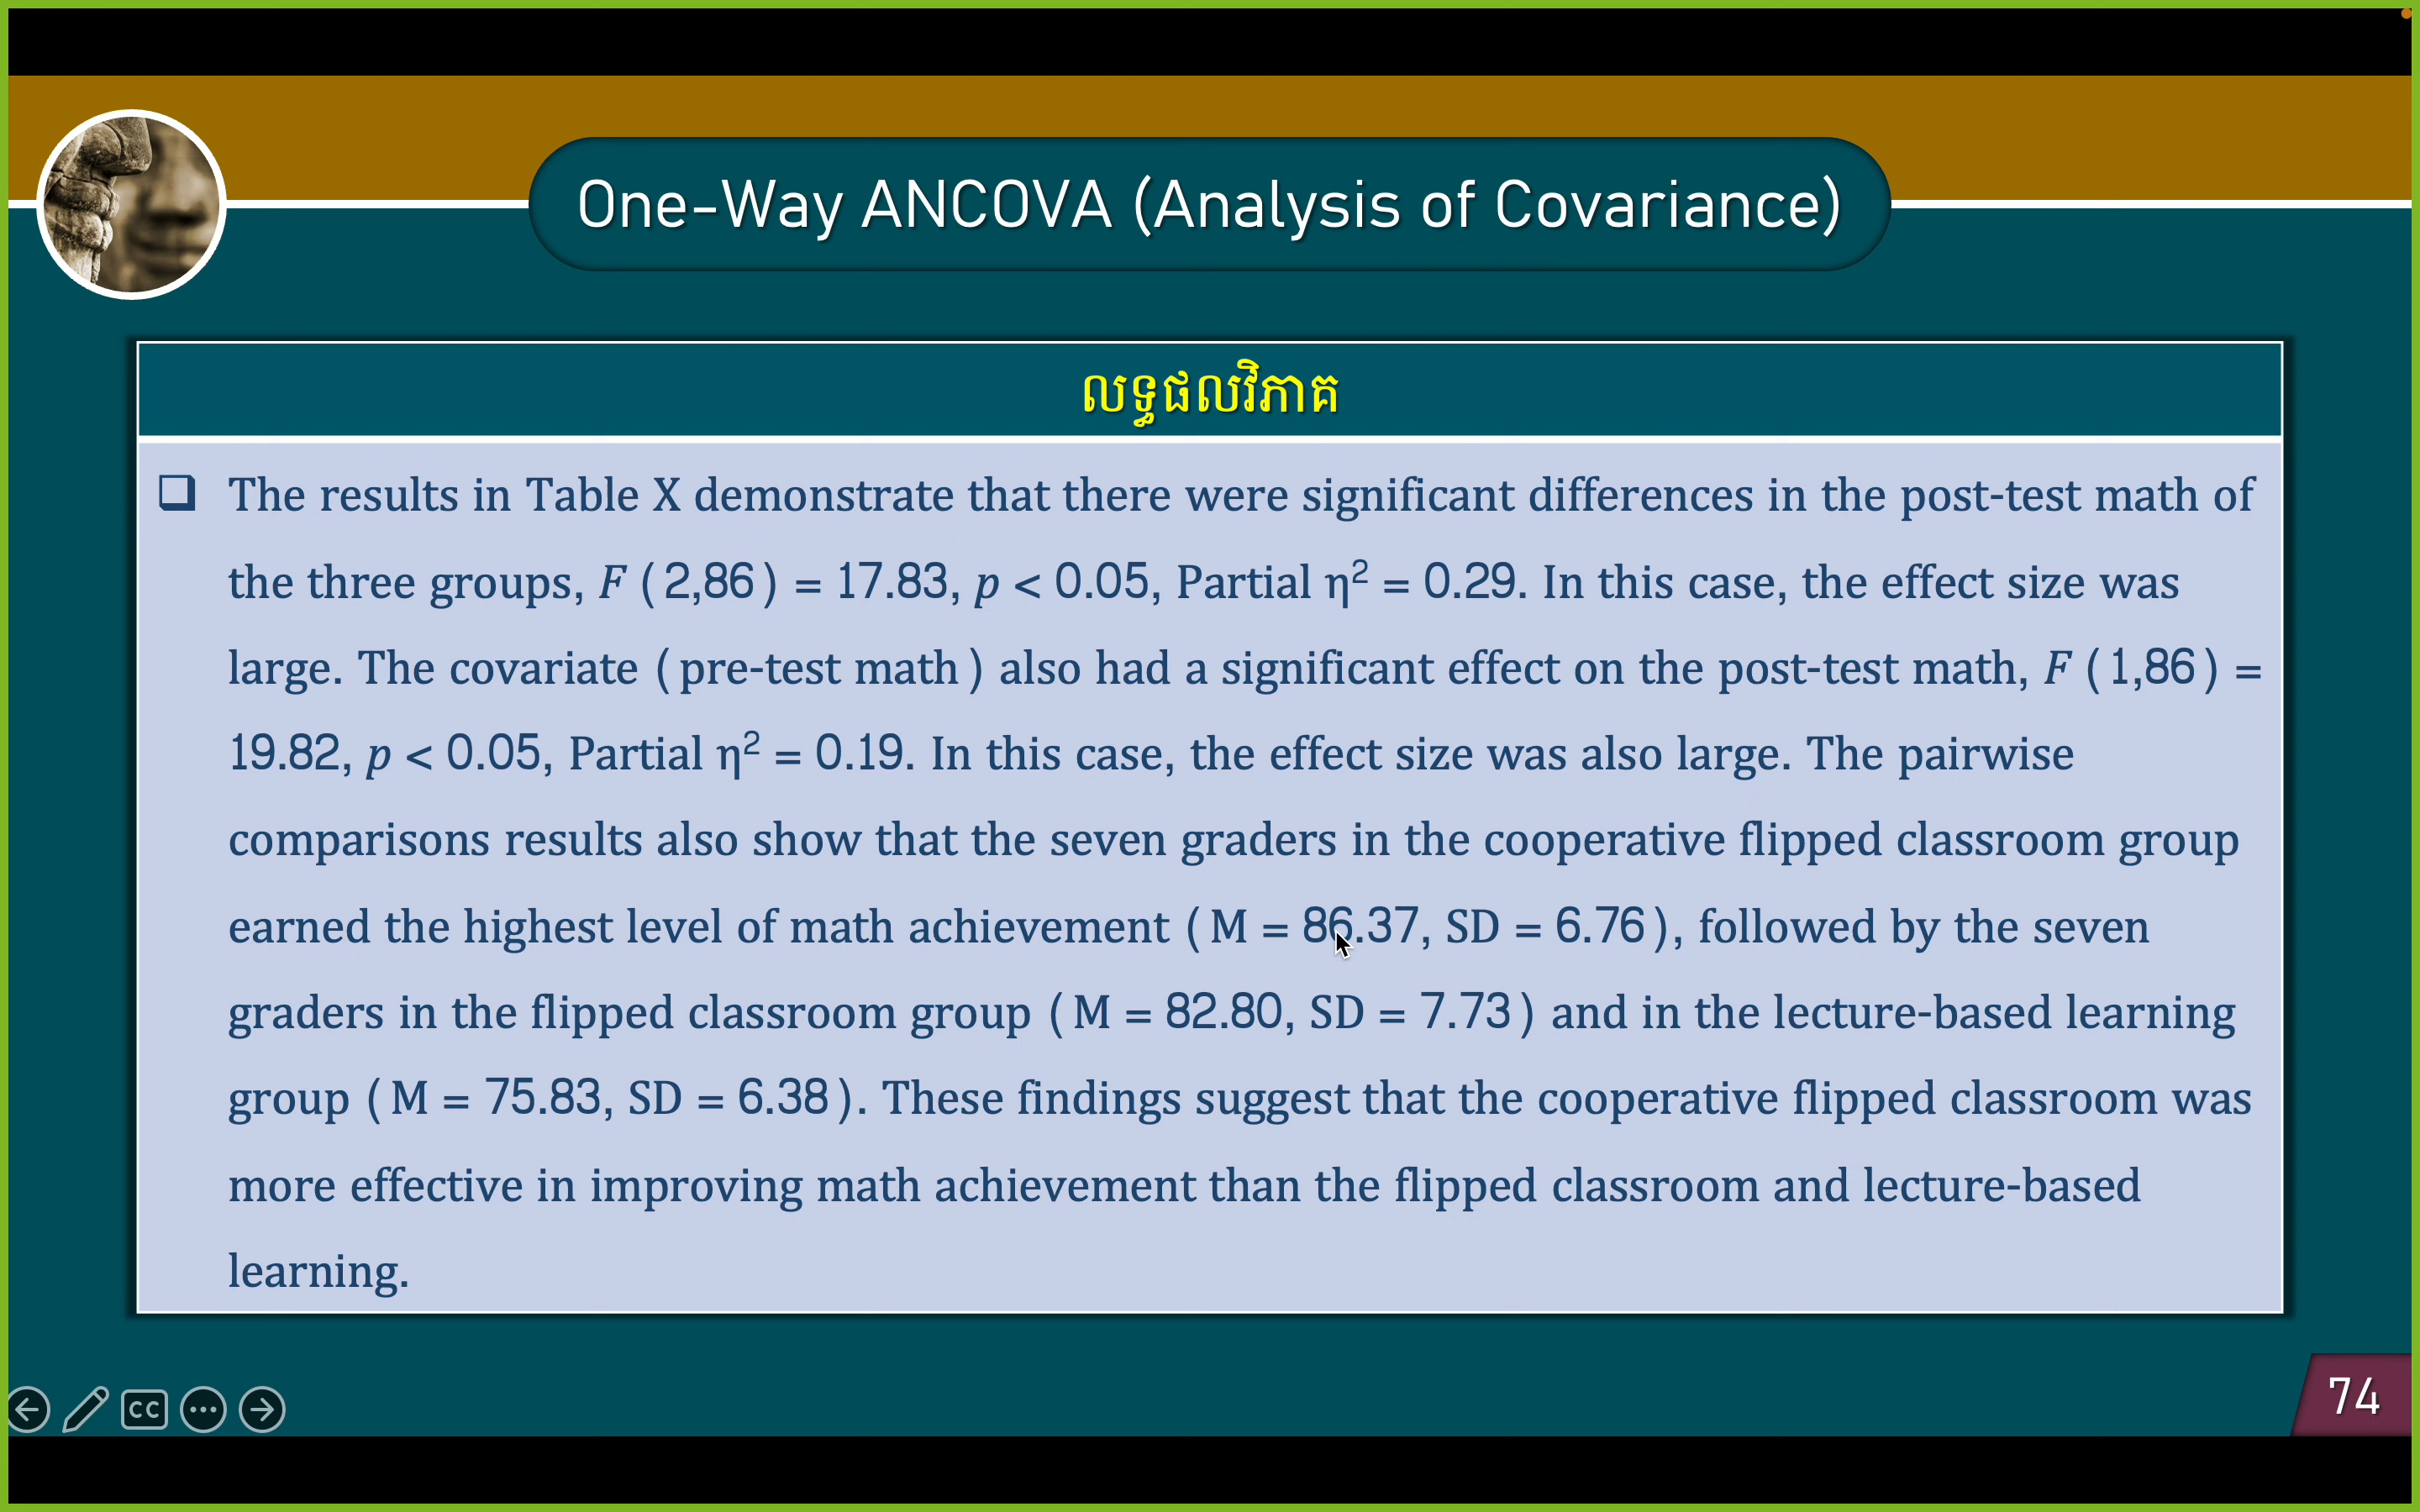 One-Way ANCOVA (Analysis of Covariance)
លទ្ធផលវិភាគ
❑ The results in Table X demonstrate that there were significant differences in the post-test math of
the three groups, F (2,86) = 17.83, p < 0.05, Partial η² = 0.29. In this case, the effect size was
large. The covariate (pre-test math) also had a significant effect on the post-test math, F (1,86) =
19.82, p < 0.05, Partial η² = 0.19. In this case, the effect size was also large. The pairwise
comparisons results also show that the seven graders in the cooperative flipped classroom group
earned the highest level of math achievement (M = 86.37, SD = 6.76), followed by the seven
graders in the flipped classroom group (M = 82.80, SD = 7.73) and in the lecture-based learning
group (M = 75.83, SD = 6.38). These findings suggest that the cooperative flipped classroom was
more effective in improving math achievement than the flipped classroom and lecture-based
learning.
CC
74